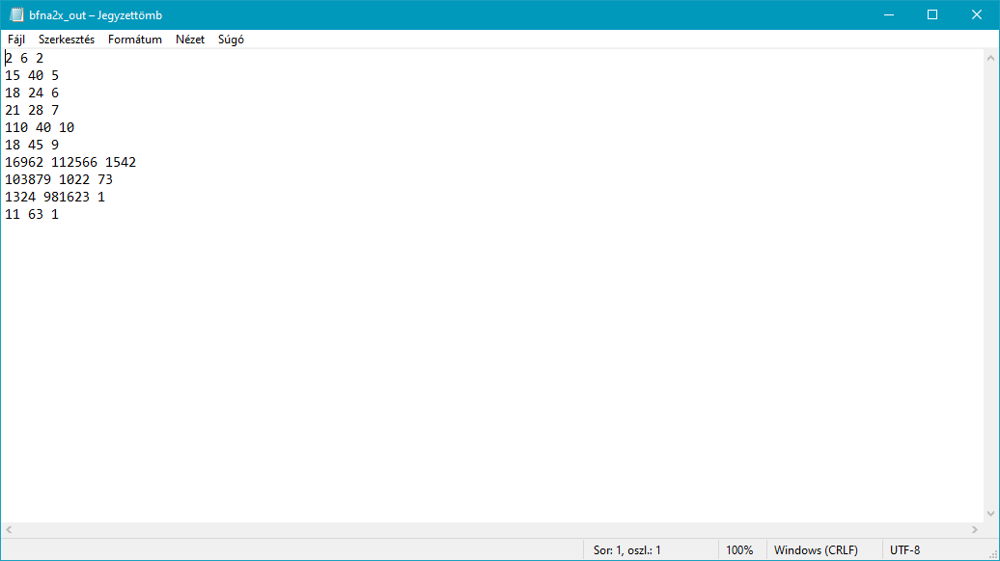 bfna2x_out – Jegyzettömb
Fájl Szerkesztés Formátum Nézet Súgó
2 6 2
15 40 5
18 24 6
21 28 7
110 40 10
18 45 9
16962 112566 1542
103879 1022 73
1324 981623 1
11 63 1
Sor: 1, oszl.: 1 100% Windows (CRLF) UTF-8